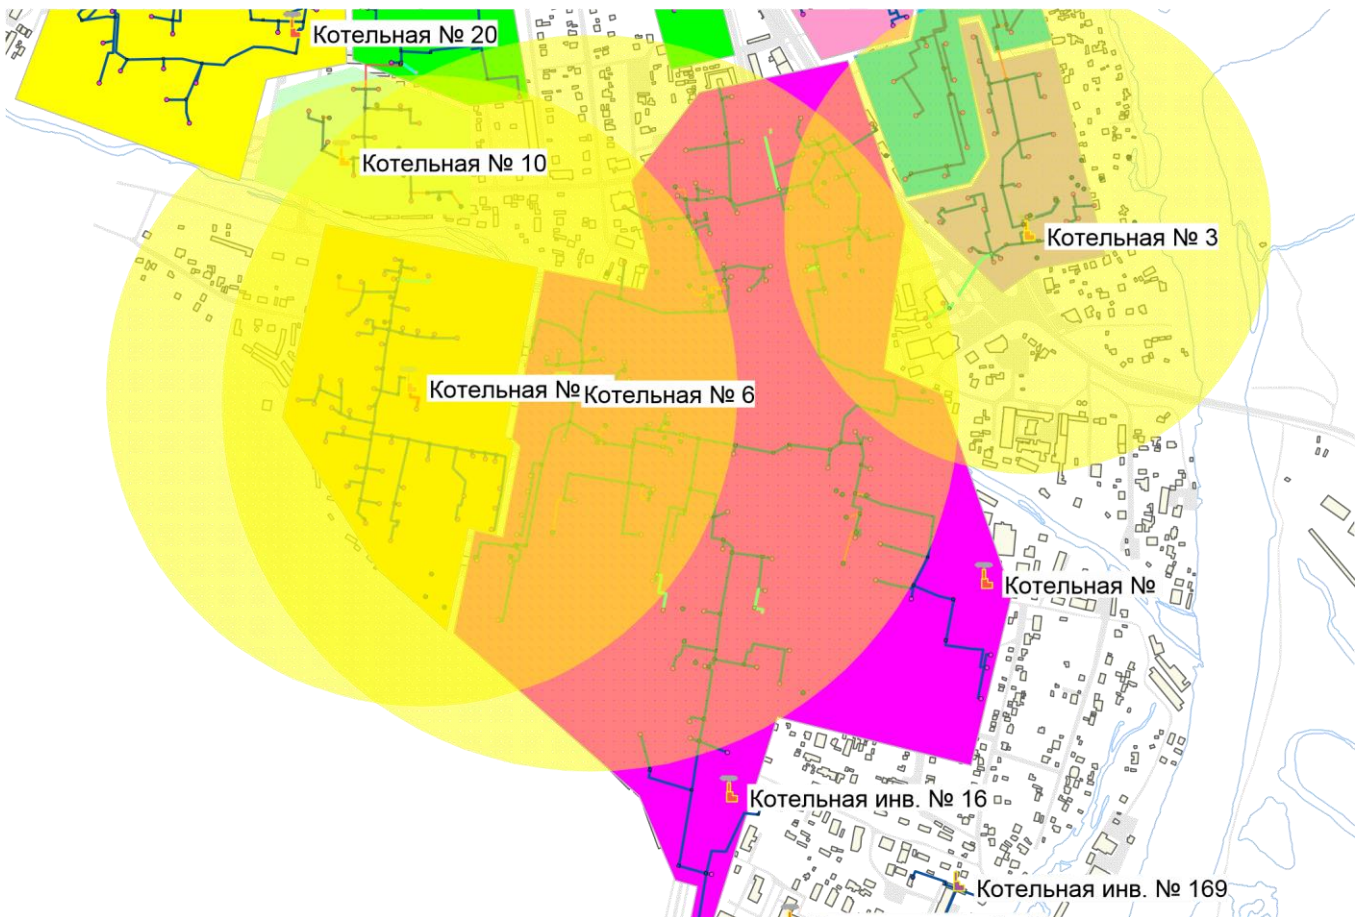 Котельная № 20
Котельная № 10
Котельная № 3
Котельная №
Котельная № 6
Котельная №
Котельная инв. № 16
Котельная инв. № 169